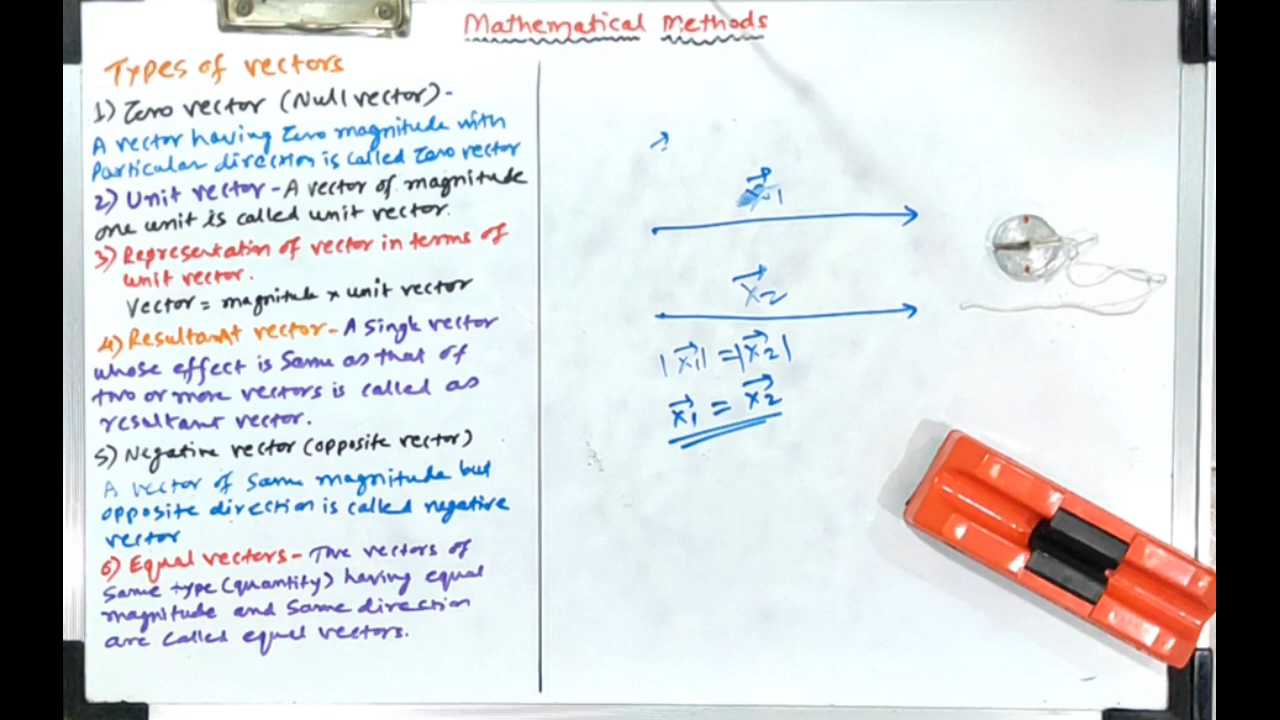 Mathematical Methods
Types of vectors
1) Zero vector (Null vector) -
A vector having Zero magnitude with
Particular direction is called Zero vector
2) Unit vector - A vector of magnitude
one unit is called unit vector.
3) Representation of vector in terms of
unit vector.
Vector = magnitude × unit vector
4) Resultant vector - A single vector
whose effect is same as that of
two or more vectors is called as
resultant vector.
5) Negative vector (opposite vector)
A vector of same magnitude but
opposite direction is called negative
vector
6) Equal vectors - The vectors of
same type (quantity) having equal
magnitude and same direction
are called equal vectors.
→
x⃗1
x⃗2
|x⃗1| = |x⃗2|
x⃗1 = x⃗2